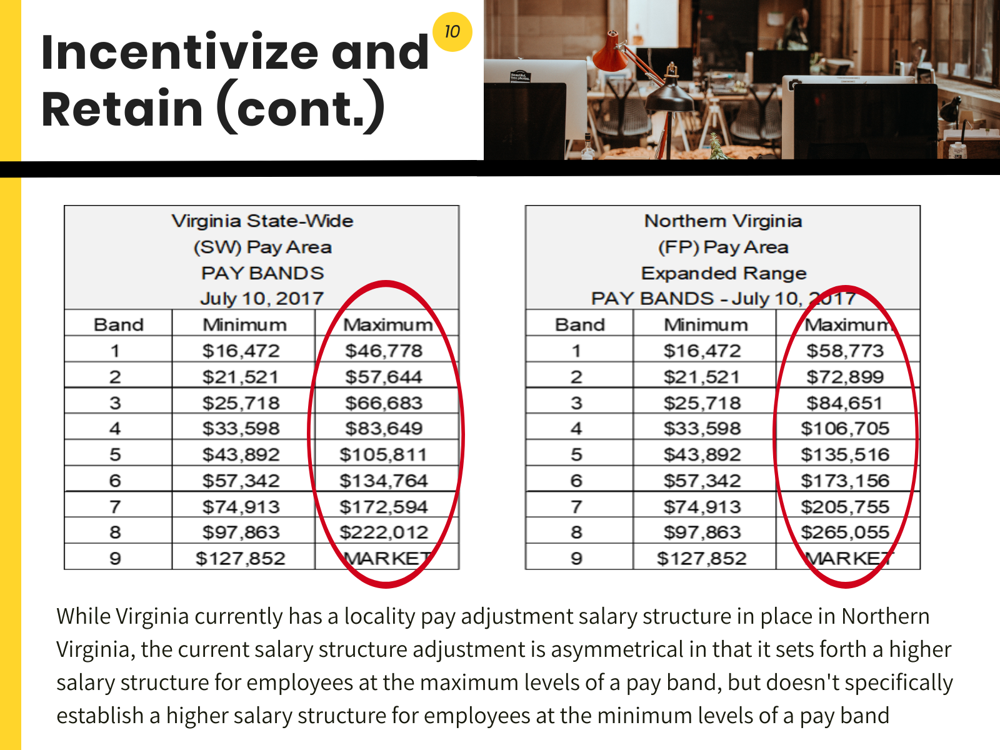 Incentivize and
Retain (cont.)
10
Beautiful,
free photos.
Virginia State-Wide
(SW) Pay Area
PAY BANDS
July 10, 2017
Band Minimum Maximum
1 $16,472 $46,778
2 $21,521 $57,644
3 $25,718 $66,683
4 $33,598 $83,649
5 $43,892 $105,811
6 $57,342 $134,764
7 $74,913 $172,594
8 $97,863 $222,012
9 $127,852 MARKET
Northern Virginia
(FP) Pay Area
Expanded Range
PAY BANDS - July 10, 2017
Band Minimum Maximum
1 $16,472 $58,773
2 $21,521 $72,899
3 $25,718 $84,651
4 $33,598 $106,705
5 $43,892 $135,516
6 $57,342 $173,156
7 $74,913 $205,755
8 $97,863 $265,055
9 $127,852 MARKET
While Virginia currently has a locality pay adjustment salary structure in place in Northern
Virginia, the current salary structure adjustment is asymmetrical in that it sets forth a higher
salary structure for employees at the maximum levels of a pay band, but doesn't specifically
establish a higher salary structure for employees at the minimum levels of a pay band